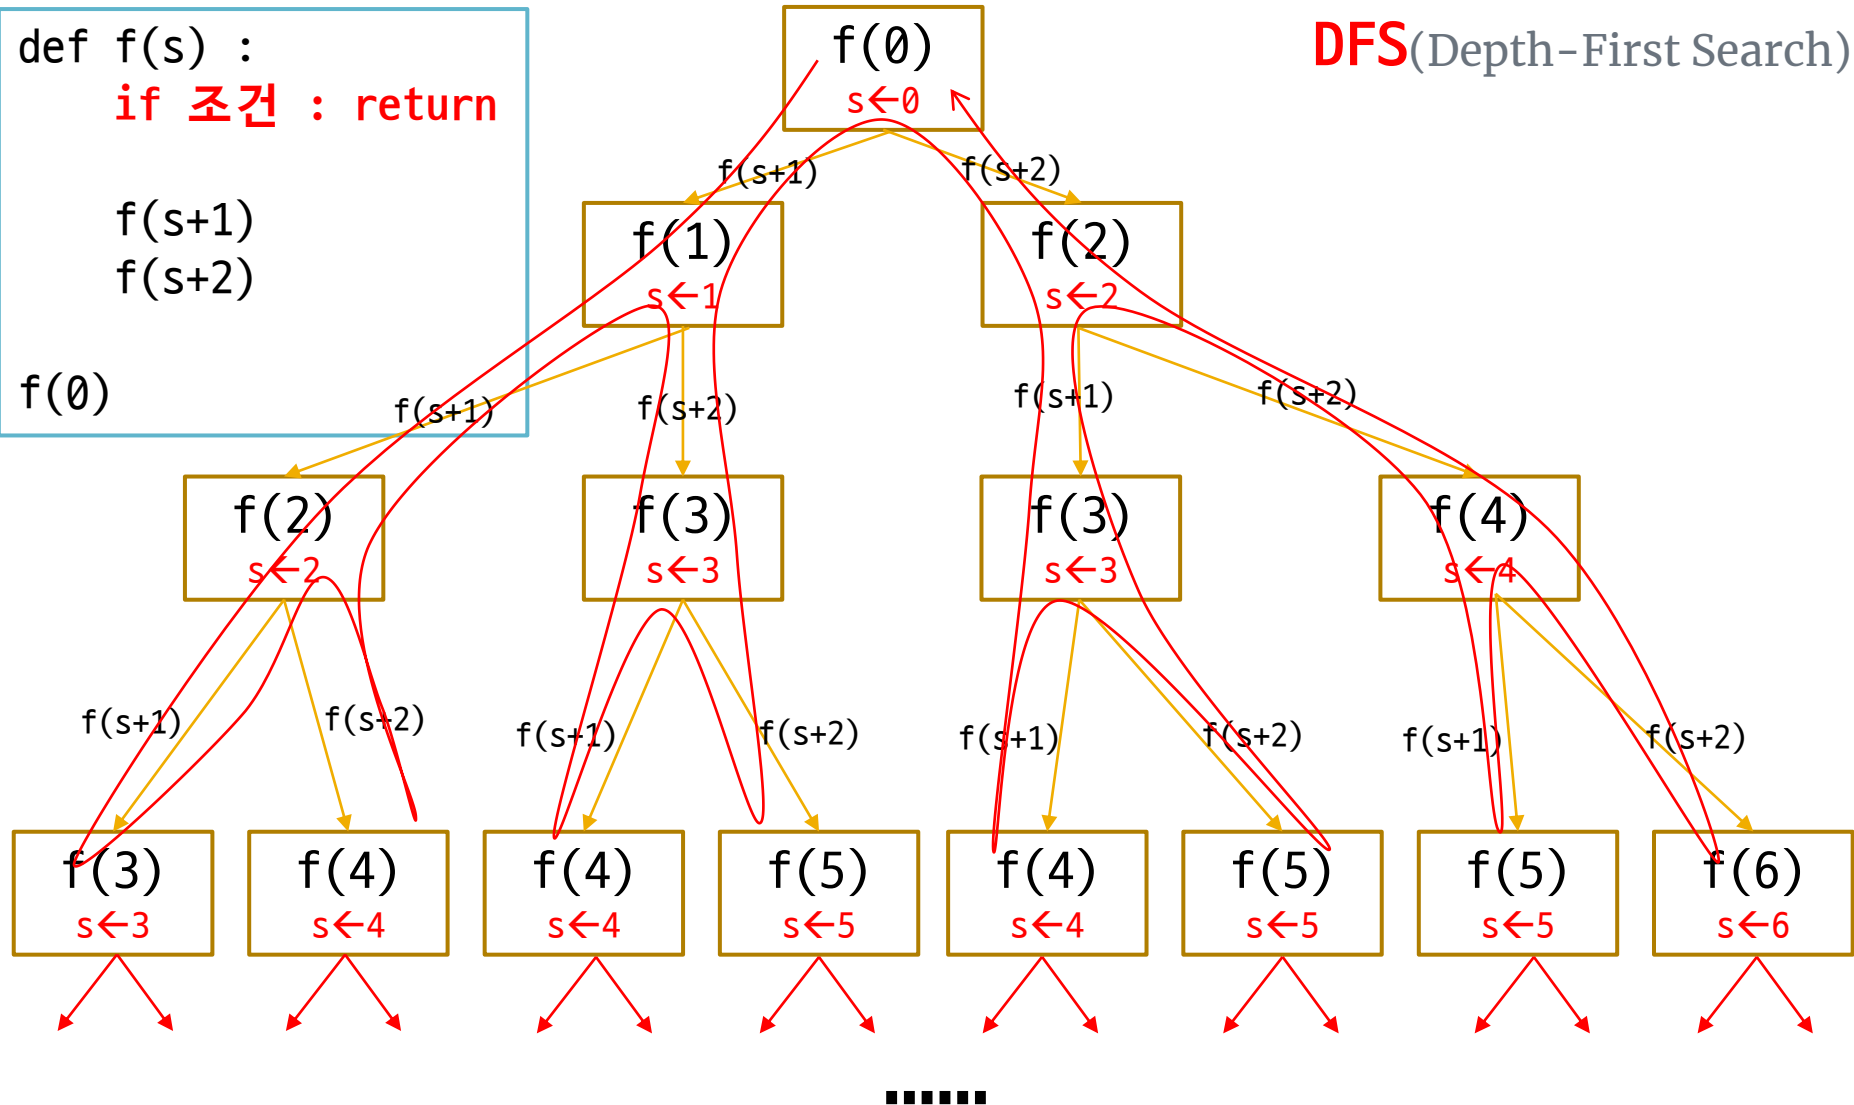 def f(s) :
if 조건 : return
f(s+1)
f(s+2)
f(0)
DFS(Depth-First Search)
f(0)
s←0
f(s+1)
f(s+2)
f(1)
s←1
f(2)
s←2
f(s+1)
f(s+2)
f(s+1)
f(s+2)
f(2)
s←2
f(3)
s←3
f(3)
s←3
f(4)
s←4
f(s+1)
f(s+2)
f(s+1)
f(s+2)
f(s+1)
f(s+2)
f(s+1)
f(s+2)
f(3)
s←3
f(4)
s←4
f(4)
s←4
f(5)
s←5
f(4)
s←4
f(5)
s←5
f(5)
s←5
f(6)
s←6
......